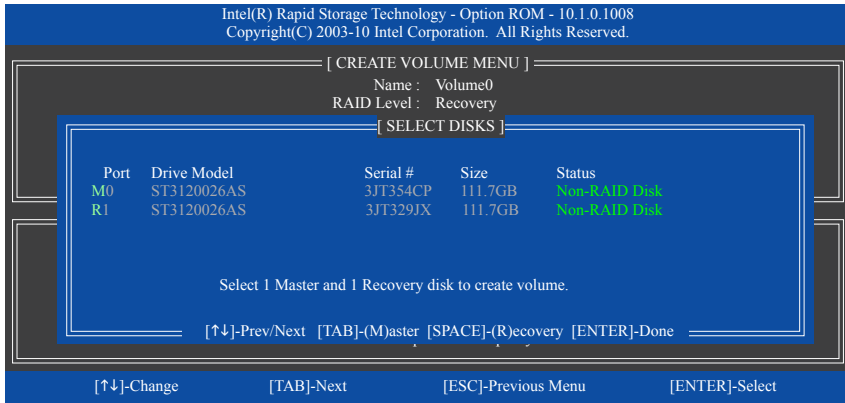 Intel(R) Rapid Storage Technology - Option ROM - 10.1.0.1008
Copyright(C) 2003-10 Intel Corporation. All Rights Reserved.
[ CREATE VOLUME MENU ]
Name : Volume0
RAID Level : Recovery
[ SELECT DISKS ]
Port Drive Model Serial # Size Status
M0 ST3120026AS 3JT354CP 111.7GB Non-RAID Disk
R1 ST3120026AS 3JT329JX 111.7GB Non-RAID Disk
Select 1 Master and 1 Recovery disk to create volume.
[↑↓]-Prev/Next [TAB]-(M)aster [SPACE]-(R)ecovery [ENTER]-Done
[↑↓]-Change [TAB]-Next [ESC]-Previous Menu [ENTER]-Select